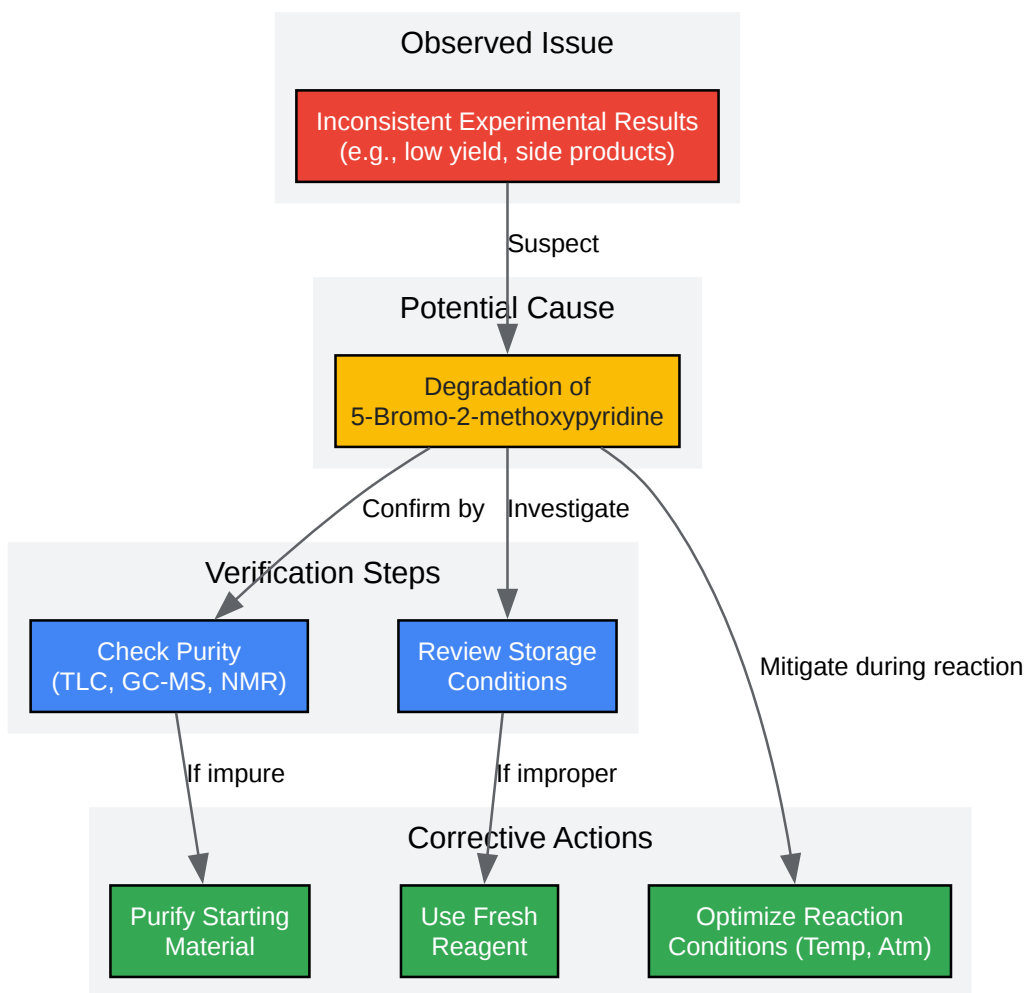 Observed Issue
Inconsistent Experimental Results
(e.g., low yield, side products)
Suspect
Potential Cause
Degradation of
5-Bromo-2-methoxypyridine
Confirm by
Investigate
Verification Steps
Check Purity
(TLC, GC-MS, NMR)
Review Storage
Conditions
Mitigate during reaction
If impure
If improper
Corrective Actions
Purify Starting
Material
Use Fresh
Reagent
Optimize Reaction
Conditions (Temp, Atm)